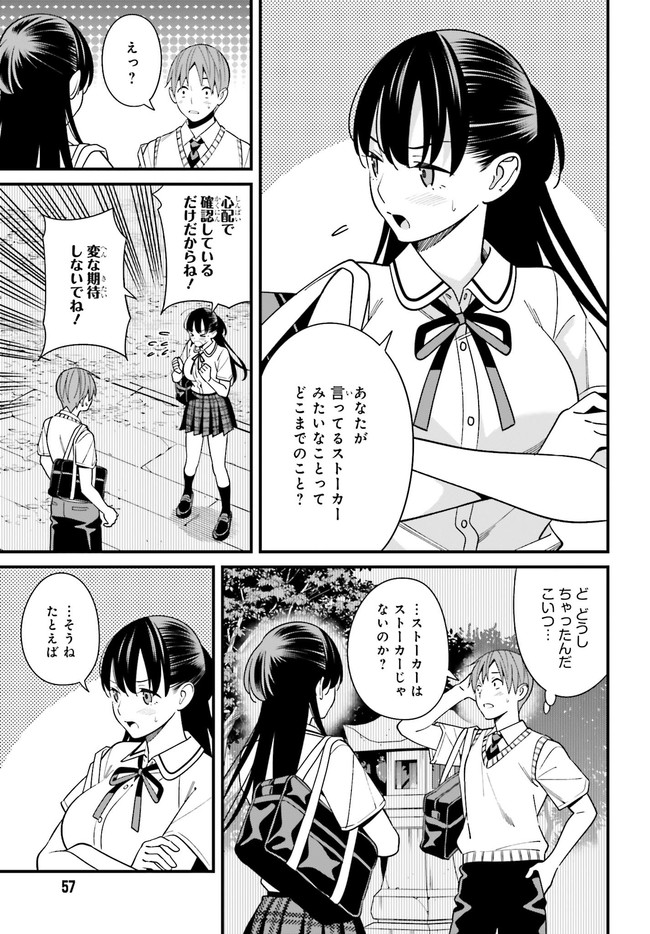 あなたが
言ってるストーカー
みたいなことって
どこまでのこと?
えっ?
心配で
確認している
だけだからね!
変な期待
しないでね!
ど どうし
ちゃったんだ
こいつ…
…ストーカーは
ストーカーじゃ
ないのか?
…そうね
たとえば
57